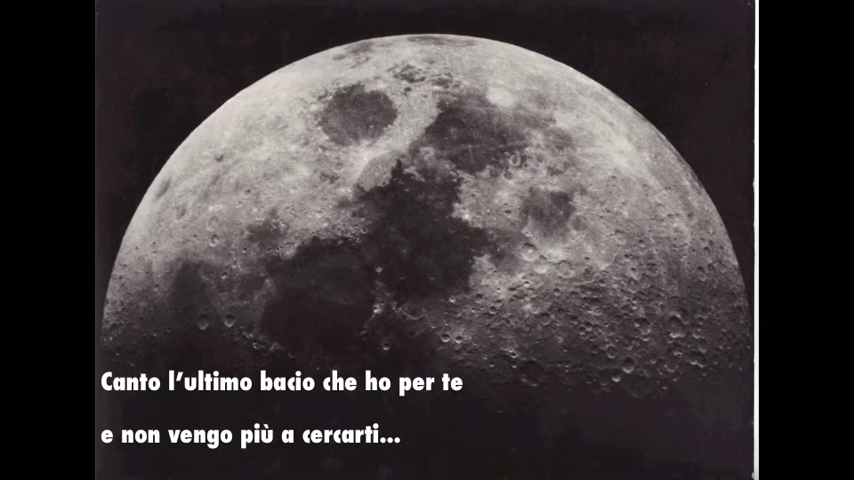 Canto l'ultimo bacio che ho per te
e non vengo più a cercarti...